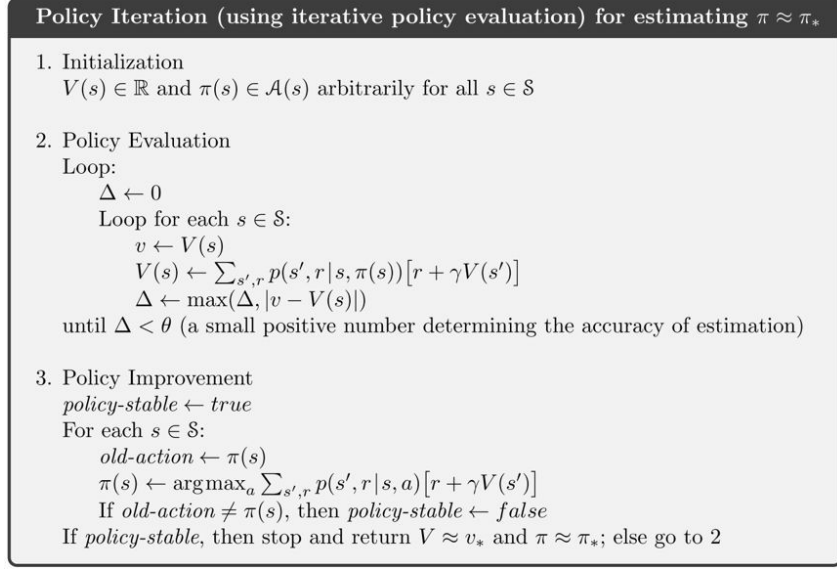 Policy Iteration (using iterative policy evaluation) for estimating π ≈ π∗
1. Initialization
V(s) ∈ ℝ and π(s) ∈ 𝒜(s) arbitrarily for all s ∈ 𝒮
2. Policy Evaluation
Loop:
Δ ← 0
Loop for each s ∈ 𝒮:
v ← V(s)
V(s) ← ∑s′,r p(s′,r|s,π(s))[r + γV(s′)]
Δ ← max(Δ, |v − V(s)|)
until Δ < θ (a small positive number determining the accuracy of estimation)
3. Policy Improvement
policy-stable ← true
For each s ∈ 𝒮:
old-action ← π(s)
π(s) ← argmaxa ∑s′,r p(s′,r|s,a)[r + γV(s′)]
If old-action ≠ π(s), then policy-stable ← false
If policy-stable, then stop and return V ≈ v∗ and π ≈ π∗; else go to 2